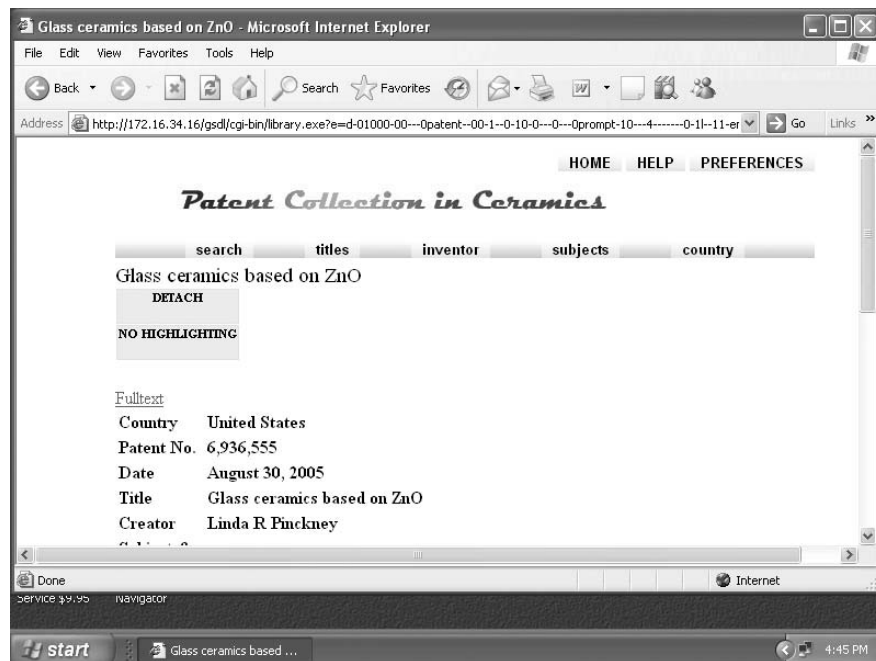 Glass ceramics based on ZnO - Microsoft Internet Explorer
File Edit View Favorites Tools Help
Back Search Favorites
Address http://172.16.34.16/gsdl/cgi-bin/library.exe?e=d-01000-00---0patent--00-1--0-10-0---0---0prompt-10---4-------0-1l--11-er Go Links »
HOME HELP PREFERENCES
Patent Collection in Ceramics
search titles inventor subjects country
Glass ceramics based on ZnO
DETACH
NO HIGHLIGHTING
Fulltext
Country United States
Patent No. 6,936,555
Date August 30, 2005
Title Glass ceramics based on ZnO
Creator Linda R Pinckney
Done Internet
Service $9.95 Navigator
start Glass ceramics based ... 4:45 PM